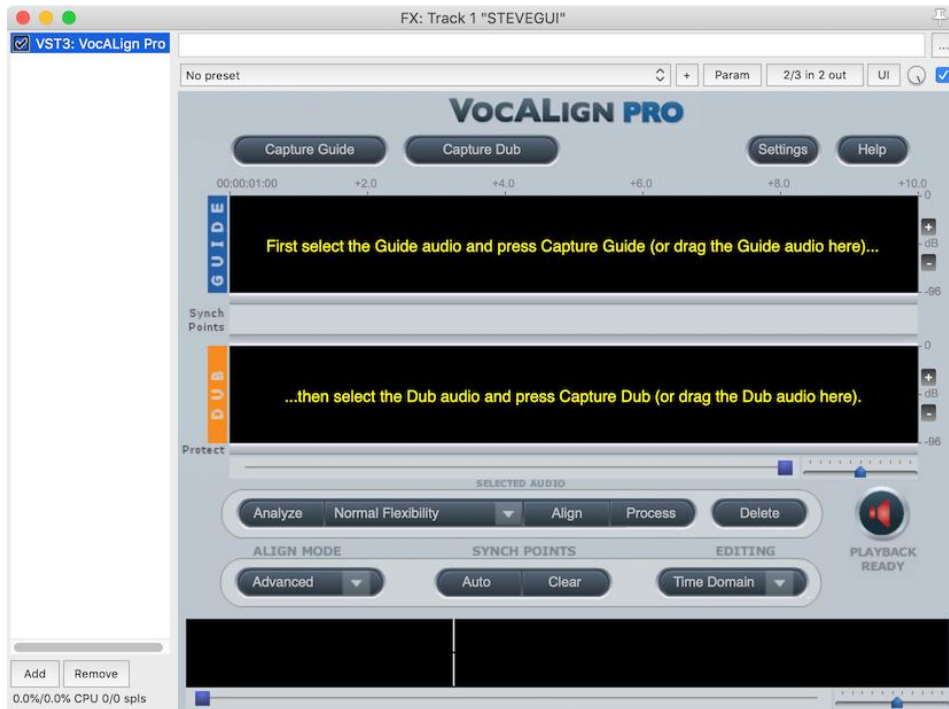 FX: Track 1 "STEVEGUI"
VST3: VocALign Pro
...
No preset
+
Param
2/3 in 2 out
UI
VOCALIGN PRO
Capture Guide
Capture Dub
Settings
Help
00:00:01:00 +2.0 +4.0 +6.0 +8.0 +10.0
GUIDE
First select the Guide audio and press Capture Guide (or drag the Guide audio here)...
0
+
dB
-
-96
Synch
Points
DUB
...then select the Dub audio and press Capture Dub (or drag the Dub audio here).
0
+
dB
-
-96
Protect
SELECTED AUDIO
Analyze
Normal Flexibility
Align
Process
Delete
ALIGN MODE
SYNCH POINTS
EDITING
PLAYBACK
READY
Advanced
Auto
Clear
Time Domain
Add
Remove
0.0%/0.0% CPU 0/0 spls